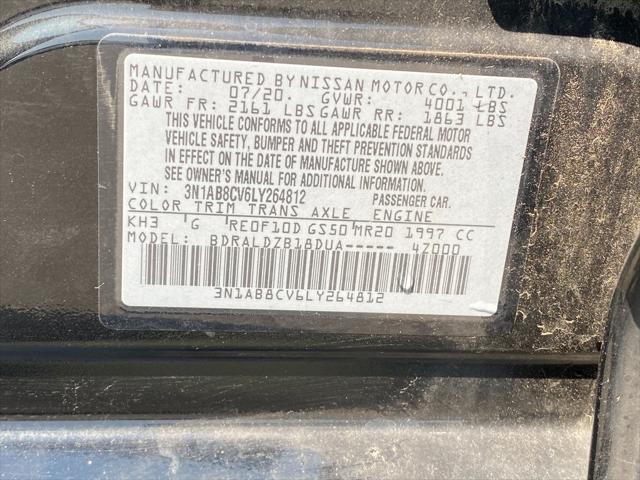 MANUFACTURED BY NISSAN MOTOR CO., LTD.
DATE: 07/20. GVWR: 4001 LBS
GAWR FR: 2161 LBS GAWR RR: 1863 LBS
THIS VEHICLE CONFORMS TO ALL APPLICABLE FEDERAL MOTOR
VEHICLE SAFETY, BUMPER AND THEFT PREVENTION STANDARDS
IN EFFECT ON THE DATE OF MANUFACTURE SHOWN ABOVE.
SEE OWNER'S MANUAL FOR ADDITIONAL INFORMATION.
VIN: 3N1AB8CV6LY264812 PASSENGER CAR.
COLOR TRIM TRANS AXLE ENGINE
KH3 G RE0F10D GS50 MR20 1997 CC
MODEL: BDRALDZB18DUA----- 4Z000
3N1AB8CV6LY264812